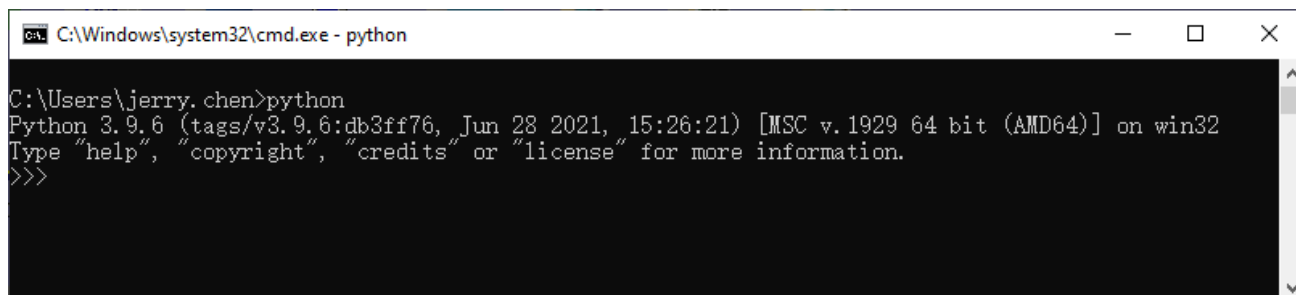 C:\Windows\system32\cmd.exe - python
C:\Users\jerry.chen>python
Python 3.9.6 (tags/v3.9.6:db3ff76, Jun 28 2021, 15:26:21) [MSC v.1929 64 bit (AMD64)] on win32
Type "help", "copyright", "credits" or "license" for more information.
>>>